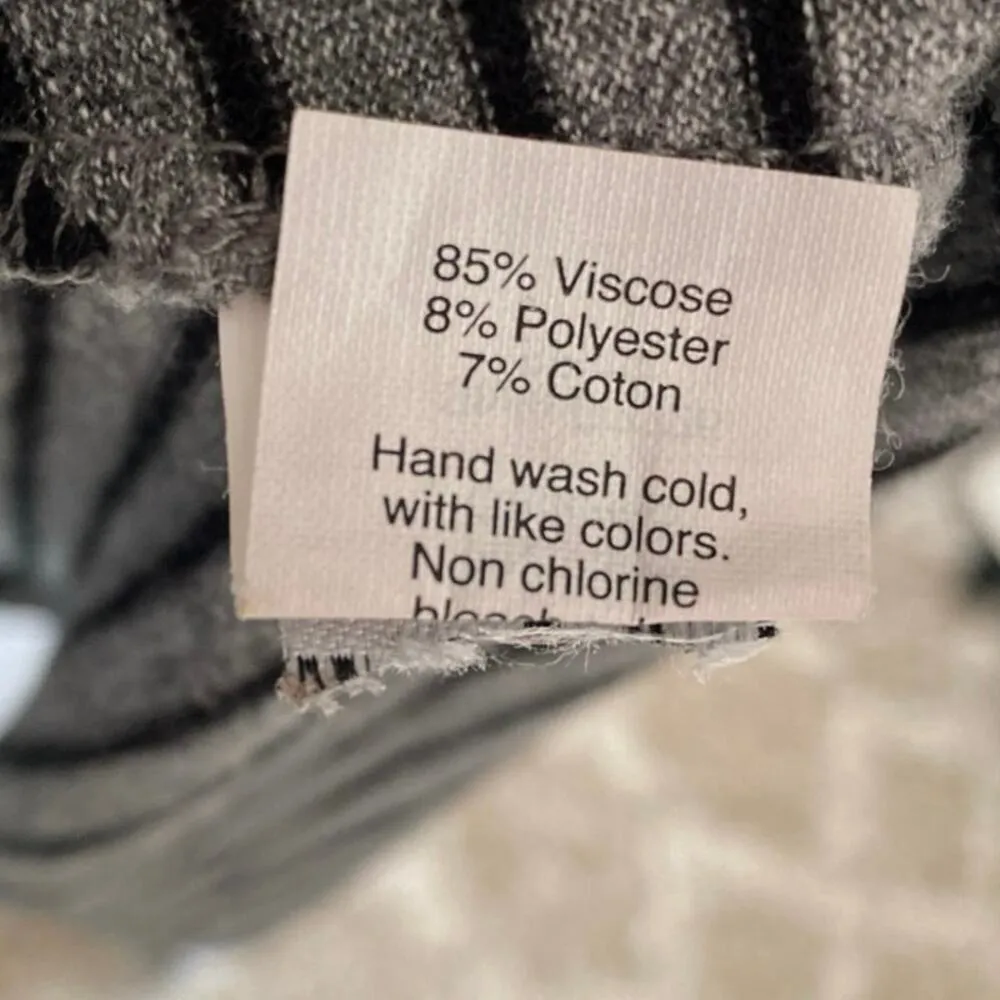 85% Viscose
8% Polyester
7% Coton
Hand wash cold,
with like colors.
Non chlorine